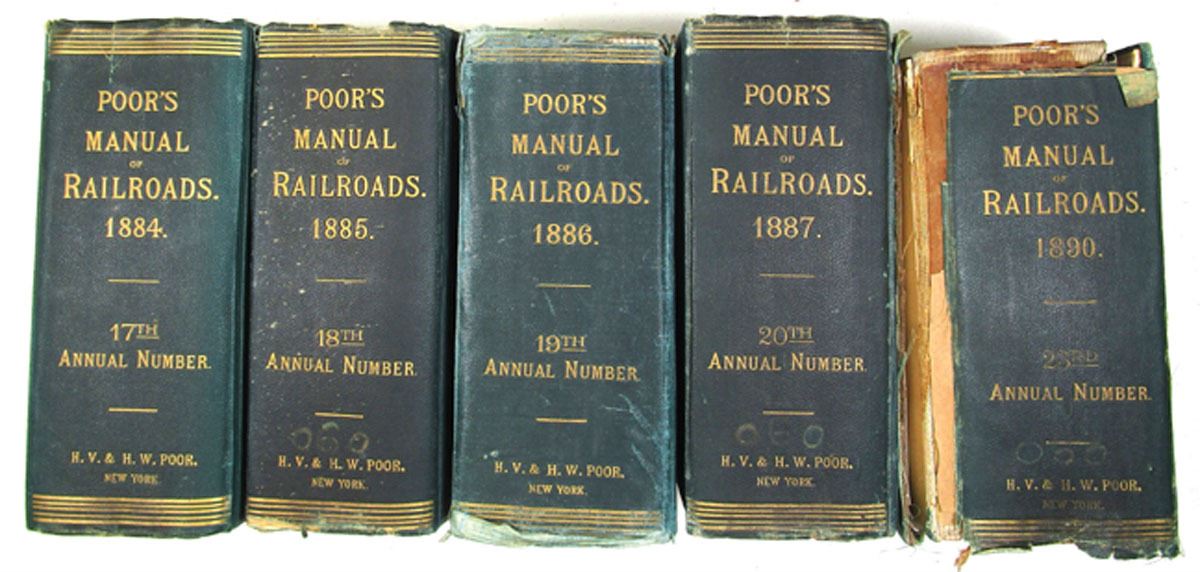 POOR'S
MANUAL
OF
RAILROADS.
1884.
17TH
ANNUAL NUMBER.
H. V. & H. W. POOR.
NEW YORK.
POOR'S
MANUAL
of
RAILROADS.
1885.
18TH
ANNUAL NUMBER.
H. V. & H. W. POOR.
NEW YORK.
POOR'S
MANUAL
OF
RAILROADS.
1886.
19TH
ANNUAL NUMBER.
H. V. & H. W. POOR.
NEW YORK.
POOR'S
MANUAL
OF
RAILROADS.
1887.
20TH
ANNUAL NUMBER.
H. V. & H. W. POOR.
NEW YORK.
POOR'S
MANUAL
OF
RAILROADS.
1890.
23RD
ANNUAL NUMBER.
H. V. & H. W. POOR.
NEW YORK.